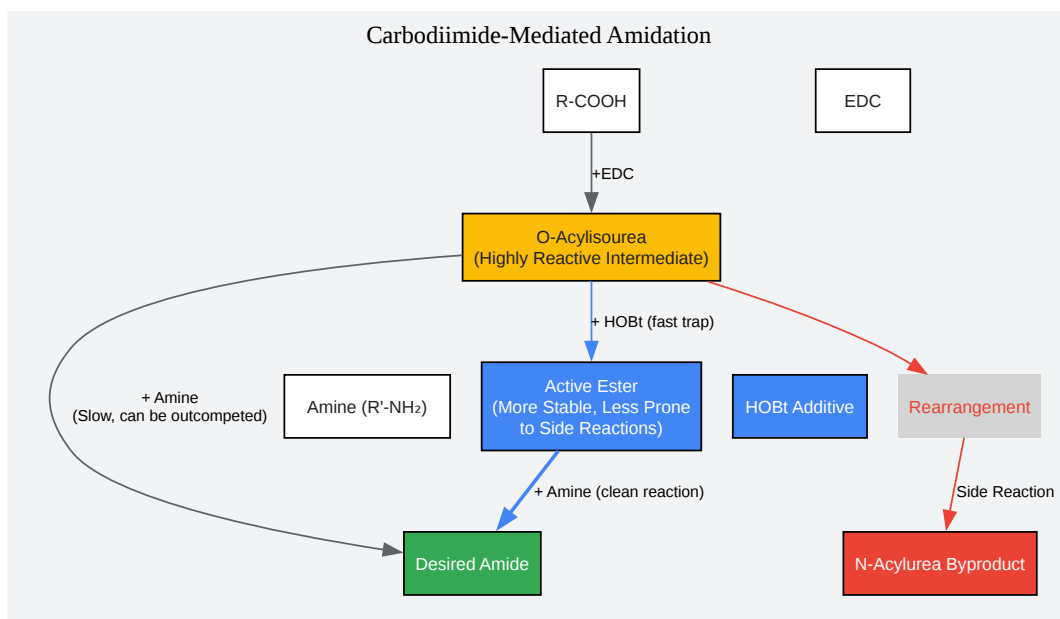 Carbodiimide-Mediated Amidation
R-COOH
EDC
+EDC
O-Acylisourea
(Highly Reactive Intermediate)
+ HOBt (fast trap)
+ Amine
(Slow, can be outcompeted)
Amine (R'-NH₂)
Active Ester
(More Stable, Less Prone
to Side Reactions)
HOBt Additive
Rearrangement
+ Amine (clean reaction)
Side Reaction
Desired Amide
N-Acylurea Byproduct